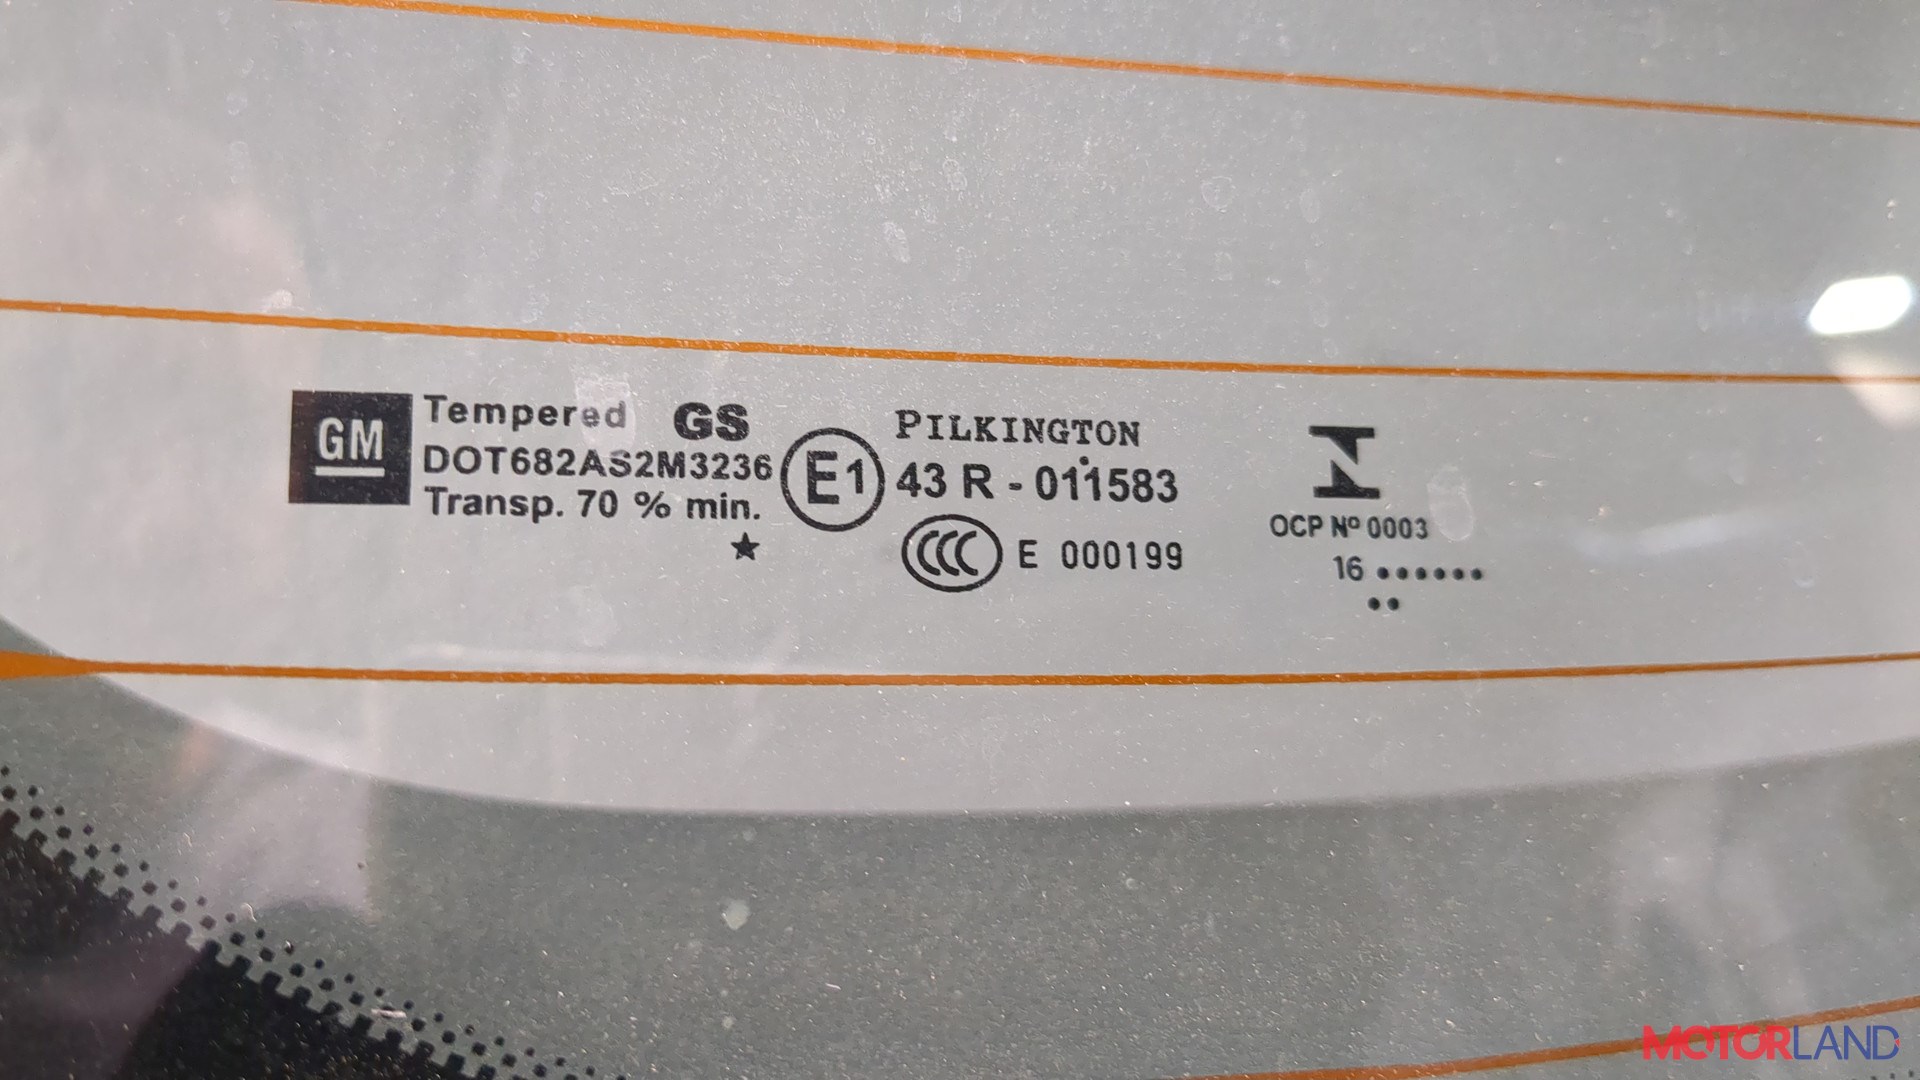 GM
Tempered GS
DOT682AS2M3236
Transp. 70 % min.
★
E1
PILKINGTON
43 R - 011583
CCC E 000199
OCP Nº 0003
16 ••••••
••
MOTORLAND